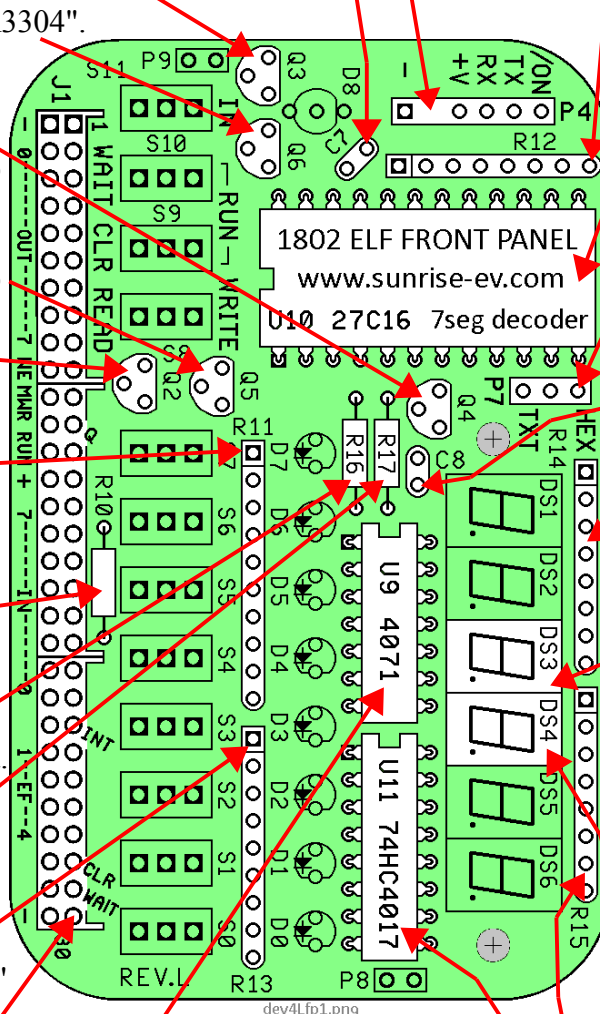 3304".
S11
P9
Q3
D8
-
+V
RX
TX
/ON
P4
J1
IN
C7
R12
S10
Q6
1 WAIT CLR READ
S9
RUN
WRITE
1802 ELF FRONT PANEL
www.sunrise-ev.com
U10 27C16 7seg decoder
- 0------OUT------7 NE MWR RUN + 7------IN------0
S8
Q2
Q5
Q4
P7
TXT
HEX
Q
R11
R16
R17
C8
R14
S7
D7
DS1
R10
S6
D6
U9 4071
DS2
S5
D5
S4
D4
DS3
INT
S3
D3
DS4
1--EF--4
S2
D2
U11 74HC4017
DS5
CLR
WAIT
S1
D1
DS6
S0
D0
R15
-
60
REV.L
R13
P8
"
dev4Lfp1.png